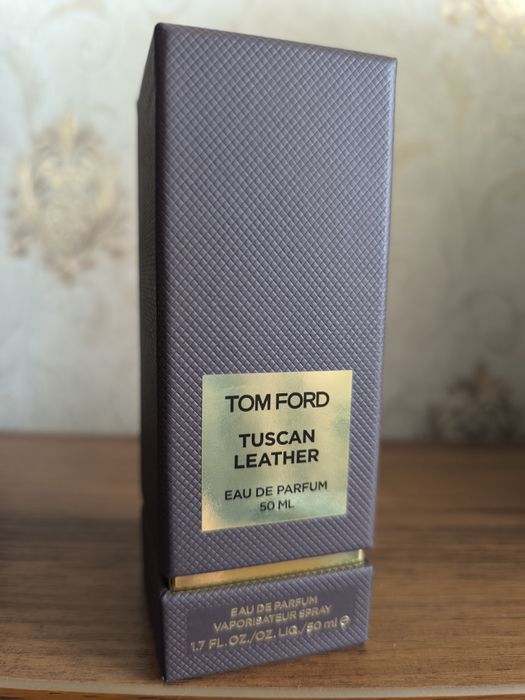 TOM FORD
TUSCAN
LEATHER
EAU DE PARFUM
50 ML
EAU DE PARFUM
VAPORISATEUR SPRAY
1.7 FL.OZ./OZ.LIQ./50 ml ℮